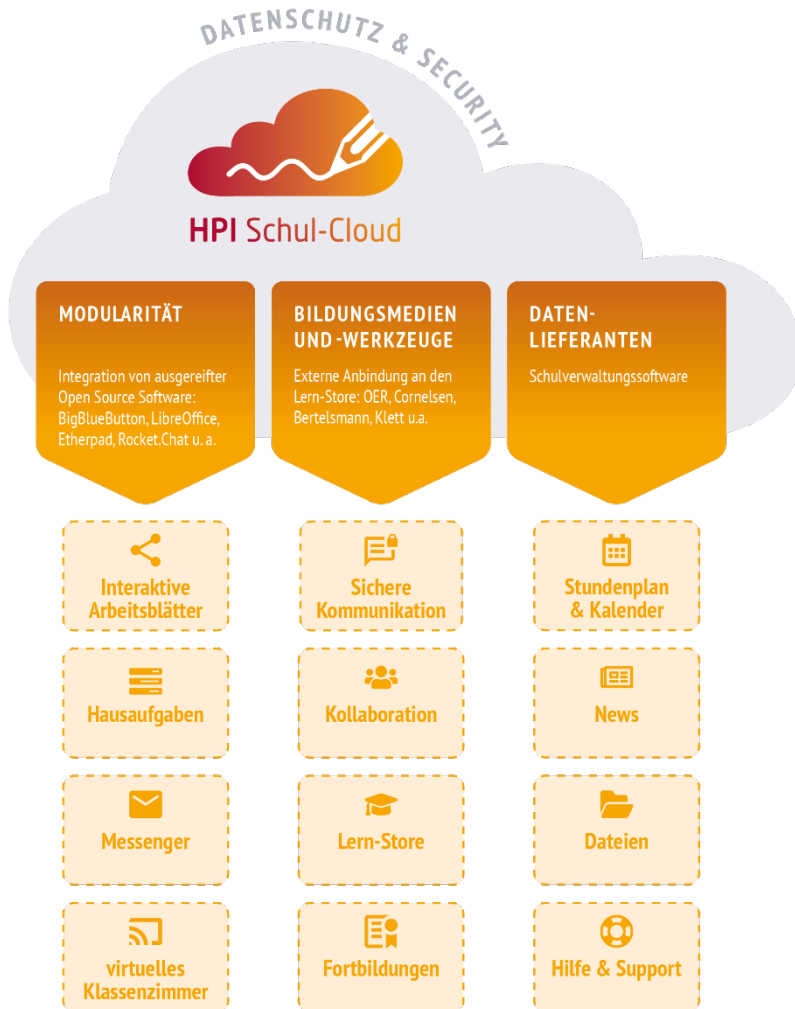 DATENSCHUTZ & SECURITY
HPI Schul-Cloud
MODULARITÄT
Integration von ausgereifter
Open Source Software:
BigBlueButton, LibreOffice,
Etherpad, Rocket.Chat u. a.
BILDUNGSMEDIEN
UND -WERKZEUGE
Externe Anbindung an den
Lern-Store: OER, Cornelsen,
Bertelsmann, Klett u.a.
DATEN-
LIEFERANTEN
Schulverwaltungssoftware
Interaktive
Arbeitsblätter
Sichere
Kommunikation
Stundenplan
& Kalender
Hausaufgaben
Kollaboration
News
Messenger
Lern-Store
Dateien
virtuelles
Klassenzimmer
Fortbildungen
Hilfe & Support